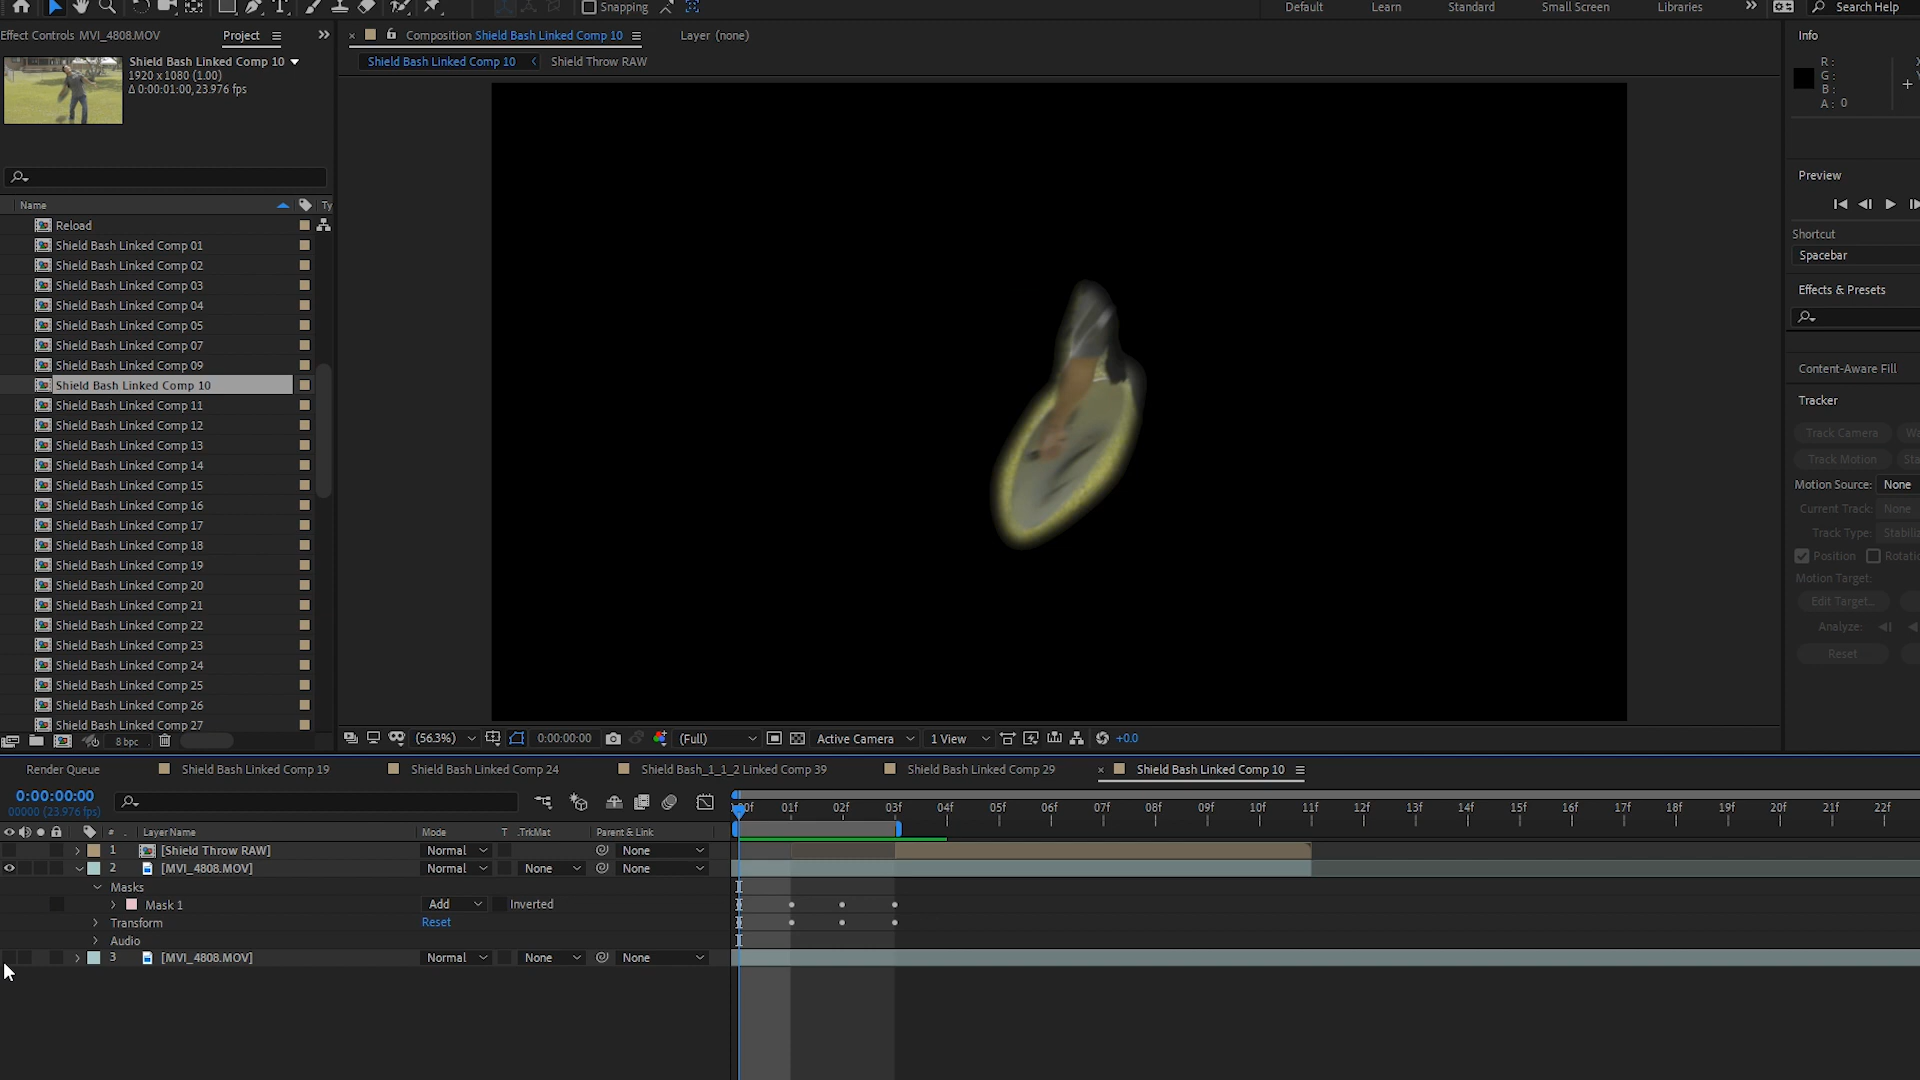 Snapping
Default Learn Standard Small Screen Libraries Search Help
Effect Controls MVI_4808.MOV Project
Composition Shield Bash Linked Comp 10 Layer (none)
Info
Shield Bash Linked Comp 10
1920 x 1080 (1.00)
Δ 0:00:01:00, 23.976 fps
Shield Bash Linked Comp 10 Shield Throw RAW
R:
G:
B:
A: 0
Preview
Shortcut
Spacebar
Effects & Presets
Content-Aware Fill
Tracker
Track Camera
Track Motion
Motion Source: None
Current Track: None
Track Type: Stabiliz
Position Rotatio
Motion Target:
Edit Target...
Analyze:
Reset
Name Ty
Reload
Shield Bash Linked Comp 01
Shield Bash Linked Comp 02
Shield Bash Linked Comp 03
Shield Bash Linked Comp 04
Shield Bash Linked Comp 05
Shield Bash Linked Comp 07
Shield Bash Linked Comp 09
Shield Bash Linked Comp 10
Shield Bash Linked Comp 11
Shield Bash Linked Comp 12
Shield Bash Linked Comp 13
Shield Bash Linked Comp 14
Shield Bash Linked Comp 15
Shield Bash Linked Comp 16
Shield Bash Linked Comp 17
Shield Bash Linked Comp 18
Shield Bash Linked Comp 19
Shield Bash Linked Comp 20
Shield Bash Linked Comp 21
Shield Bash Linked Comp 22
Shield Bash Linked Comp 23
Shield Bash Linked Comp 24
Shield Bash Linked Comp 25
Shield Bash Linked Comp 26
Shield Bash Linked Comp 27
8 bpc
(56.3%) 0:00:00:00 (Full) Active Camera 1 View +0.0
Render Queue Shield Bash Linked Comp 19 Shield Bash Linked Comp 24 Shield Bash_1_1_2 Linked Comp 39 Shield Bash Linked Comp 29 Shield Bash Linked Comp 10
0:00:00:00
00000 (23.976 fps)
00f 01f 02f 03f 04f 05f 06f 07f 08f 09f 10f 11f 12f 13f 14f 15f 16f 17f 18f 19f 20f 21f 22f
# Layer Name Mode T .TrkMat Parent & Link
1 [Shield Throw RAW] Normal None
2 [MVI_4808.MOV] Normal None None
Masks
Mask 1 Add Inverted
Transform Reset
Audio
3 [MVI_4808.MOV] Normal None None